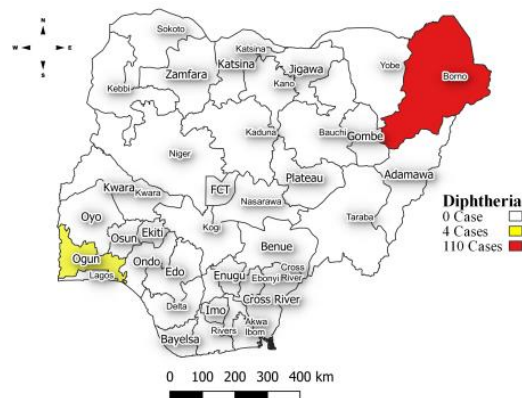 N
W E
S
Sokoto
Katsina
Katsina
Zamfara
Jigawa
Kano
Kebbi
Yobe
Borno
Kaduna
Bauchi
Gombe
Niger
Plateau
Adamawa
FCT
Kwara
Kwara
Nasarawa
Taraba
Oyo
Kogi
Osun
Ekiti
Benue
Ogun
Lagos
Ondo
Edo
Enugu
Ebonyi
Cross
River
Cross River
Delta
Imo
Rivers
Akwa
Ibom
Bayelsa
Diphtheria
0 Case
4 Cases
110 Cases
0 100 200 300 400 km